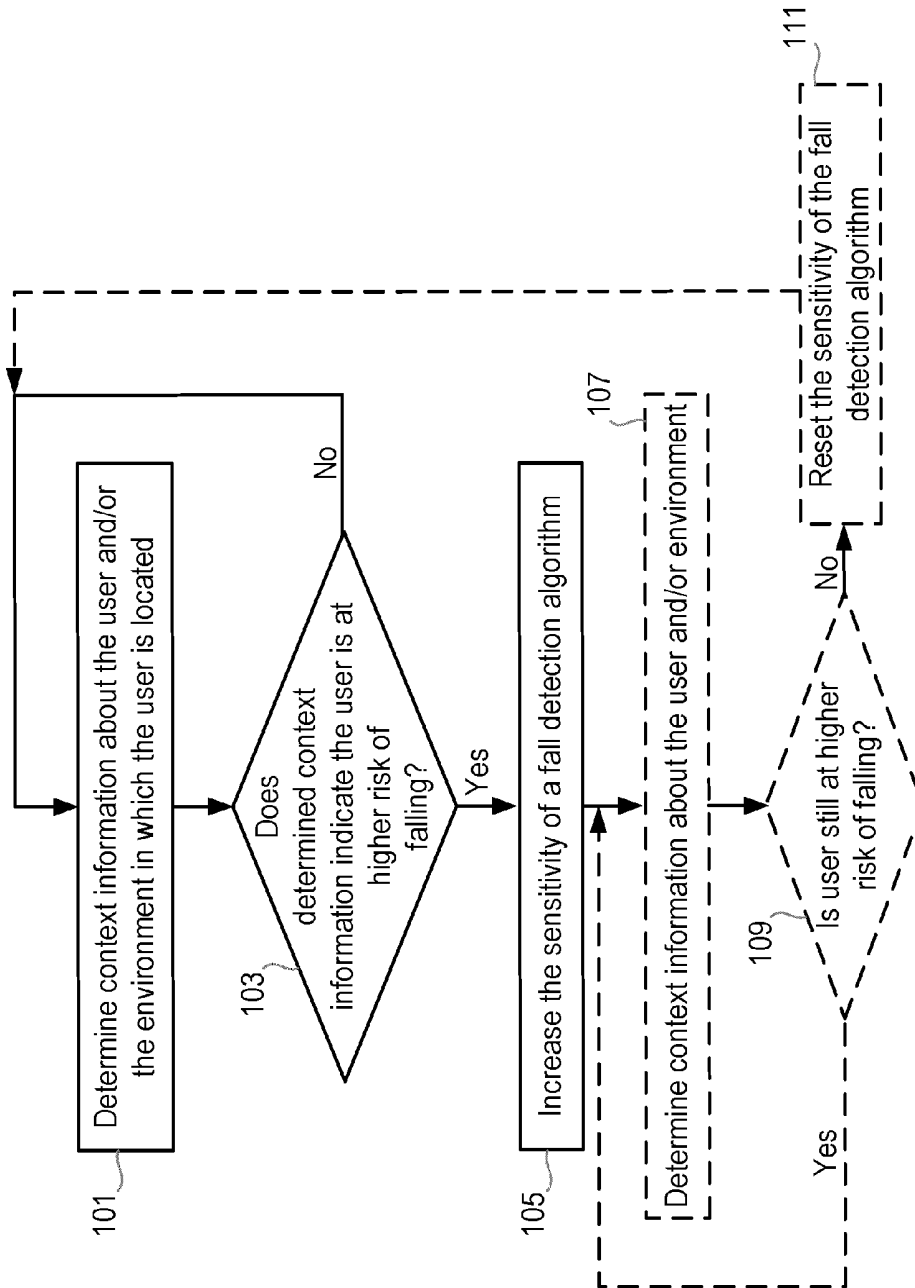 101
Determine context information about the user and/or
the environment in which the user is located
103
Does
determined context
information indicate the user is at
higher risk of
falling?
No
Yes
105
Increase the sensitivity of a fall detection algorithm
107
Determine context information about the user and/or environment
109
Is user still at higher
risk of falling?
Yes
No
111
Reset the sensitivity of the fall
detection algorithm